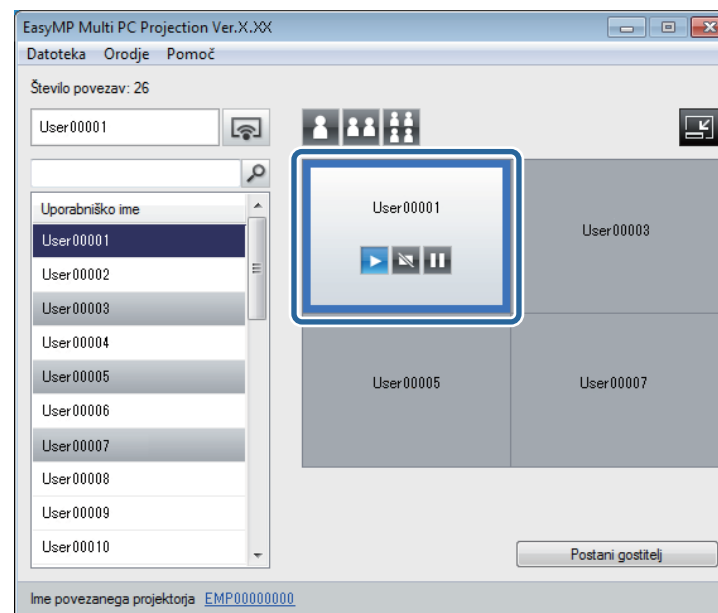 EasyMP Multi PC Projection Ver.X.XX
Datoteka Orodje Pomoč
Število povezav: 26
User00001
Uporabniško ime
User00001
User00002
User00003
User00004
User00005
User00006
User00007
User00008
User00009
User00010
User00001
User00003
User00005
User00007
Postani gostitelj
Ime povezanega projektorja EMP00000000